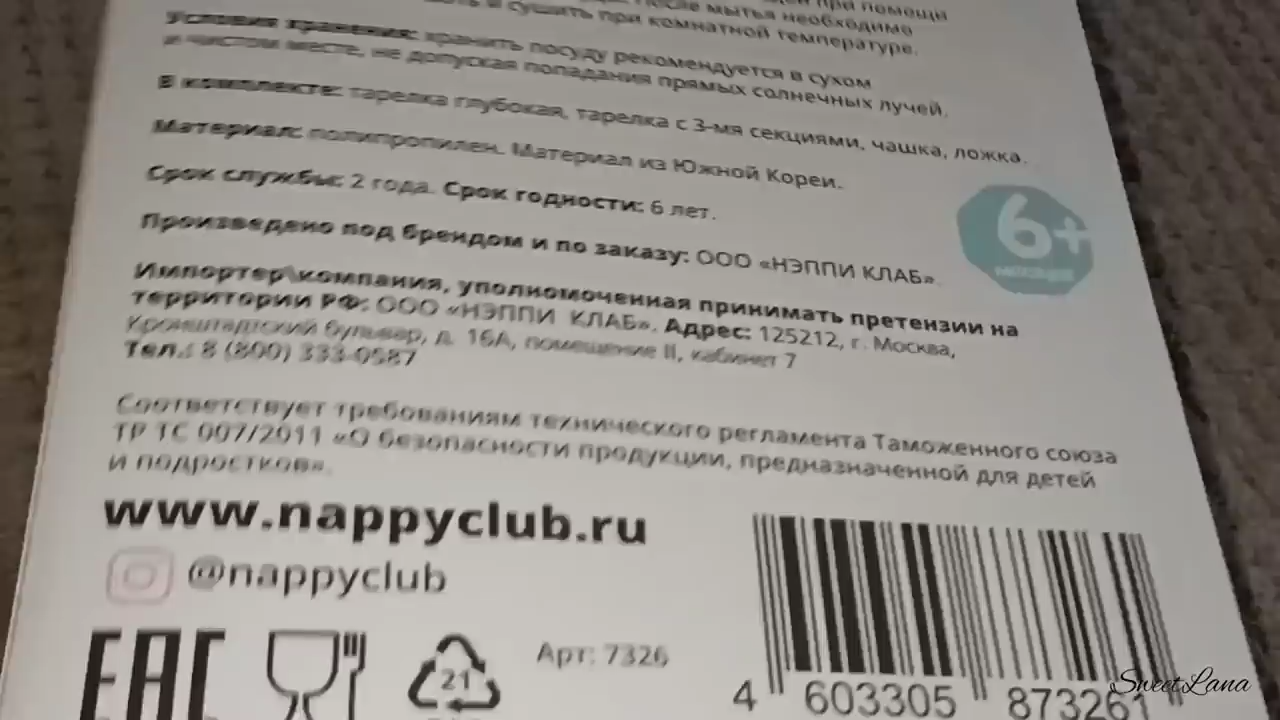 при помощи
После мытья необходимо
и сушить при комнатной температуре.
Условия хранения: хранить посуду рекомендуется в сухом
и чистом месте, не допуская попадания прямых солнечных лучей.
В комплекте: тарелка глубокая, тарелка с 3-мя секциями, чашка, ложка.
Материал: полипропилен. Материал из Южной Кореи.
Срок службы: 2 года. Срок годности: 6 лет.
6+
месяцев
Произведено под брендом и по заказу: ООО «НЭППИ КЛАБ».
Импортер\компания, уполномоченная принимать претензии на
территории РФ: ООО «НЭППИ КЛАБ». Адрес: 125212, г. Москва,
Кронштадтский бульвар, д. 16А, помещение II, кабинет 7
Тел.: 8 (800) 333-0587
Соответствует требованиям технического регламента Таможенного союза
ТР ТС 007/2011 «О безопасности продукции, предназначенной для детей
и подростков».
www.nappyclub.ru
@nappyclub
EAC
21
Арт: 7326
4 603305 873261
SweetLana